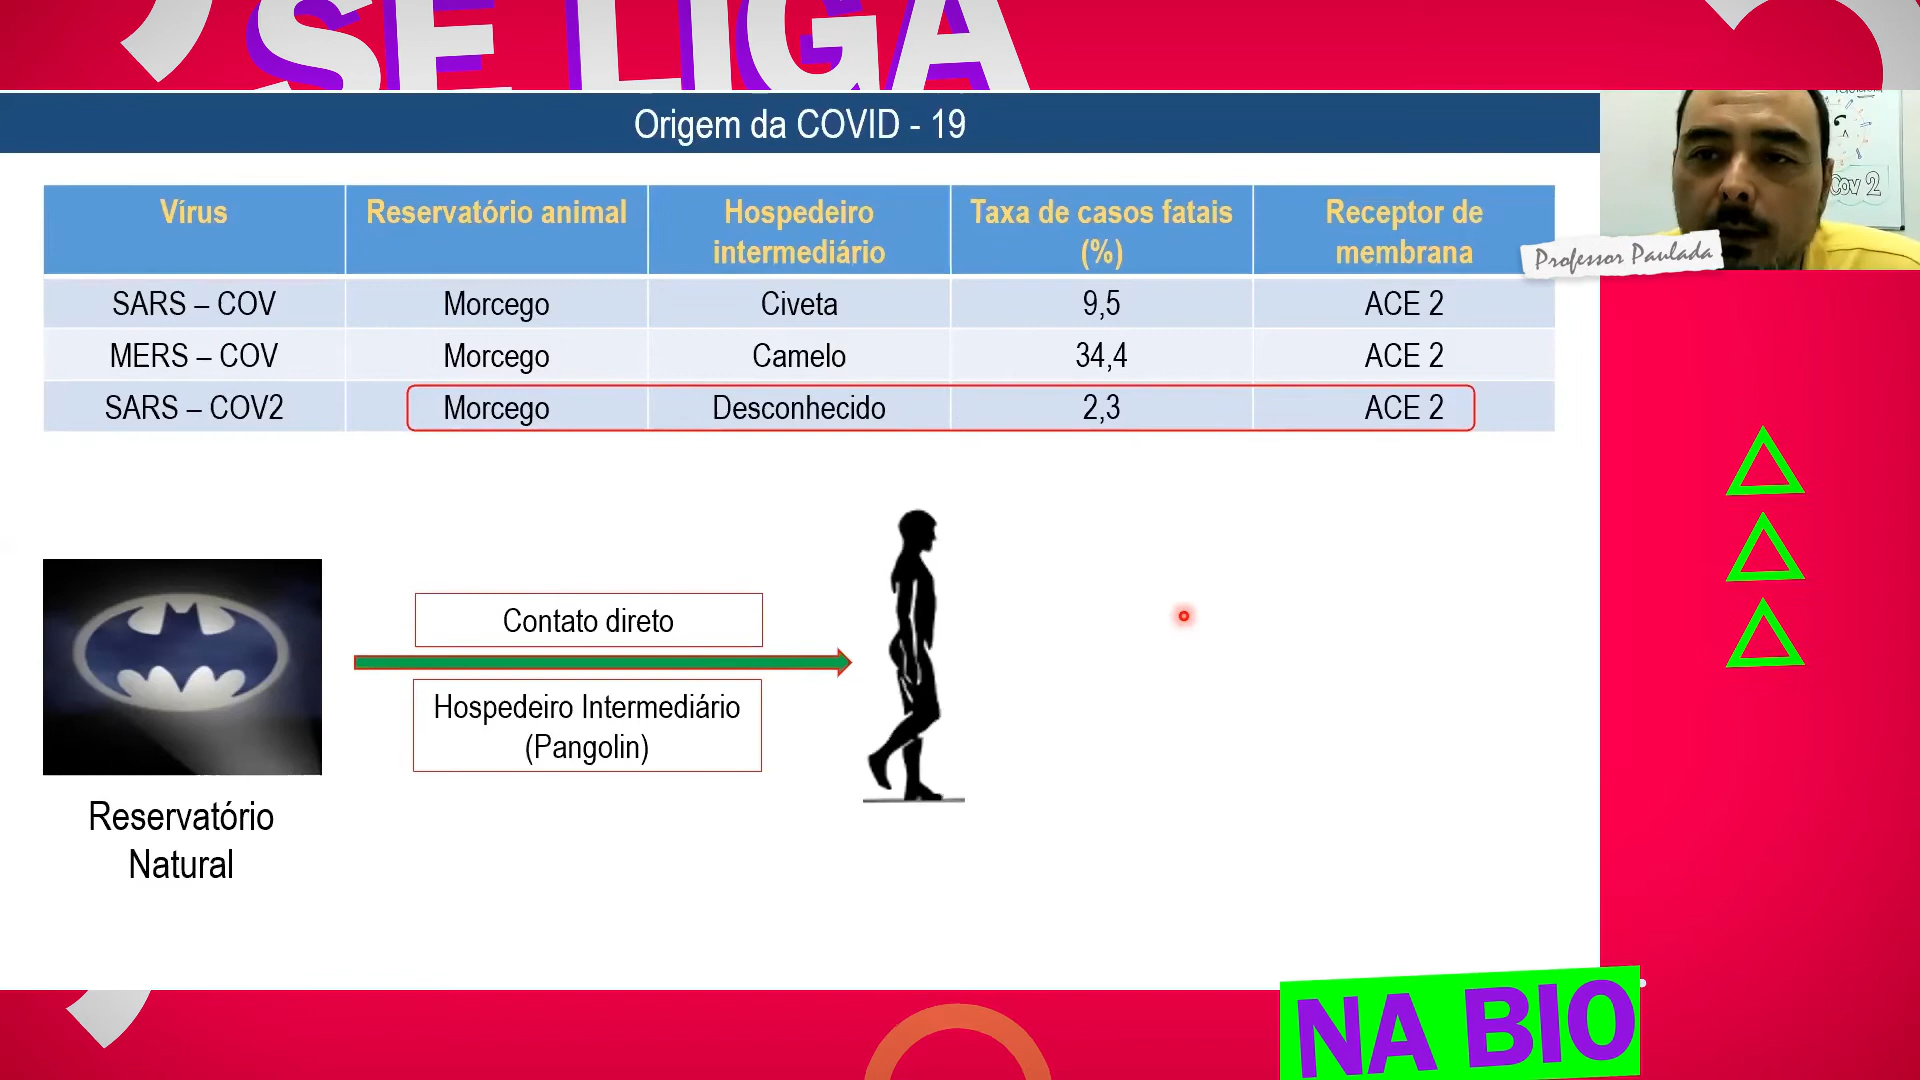 SE LIGA
Origem da COVID - 19
Vírus
Reservatório animal
Hospedeiro
intermediário
Taxa de casos fatais
(%)
Receptor de
membrana
SARS – COV
Morcego
Civeta
9,5
ACE 2
MERS – COV
Morcego
Camelo
34,4
ACE 2
SARS – COV2
Morcego
Desconhecido
2,3
ACE 2
Cov 2
Professor Paulada
Contato direto
Hospedeiro Intermediário
(Pangolin)
Reservatório
Natural
NA BIO